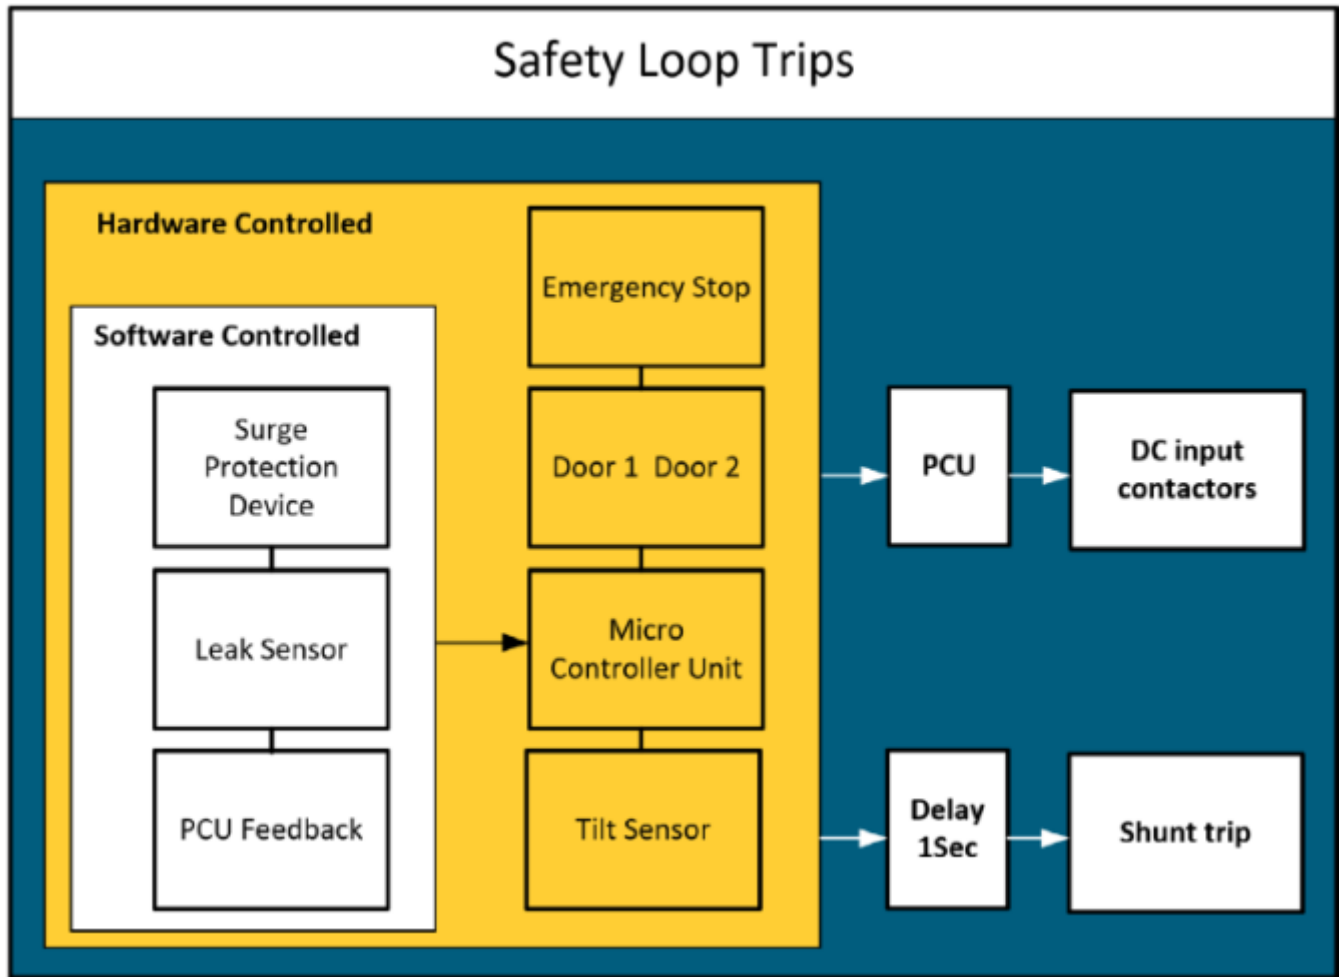 Safety Loop Trips
Hardware Controlled
Software Controlled
Surge
Protection
Device
Leak Sensor
PCU Feedback
Emergency Stop
Door 1 Door 2
Micro
Controller Unit
Tilt Sensor
PCU
DC input
contactors
Delay
1Sec
Shunt trip